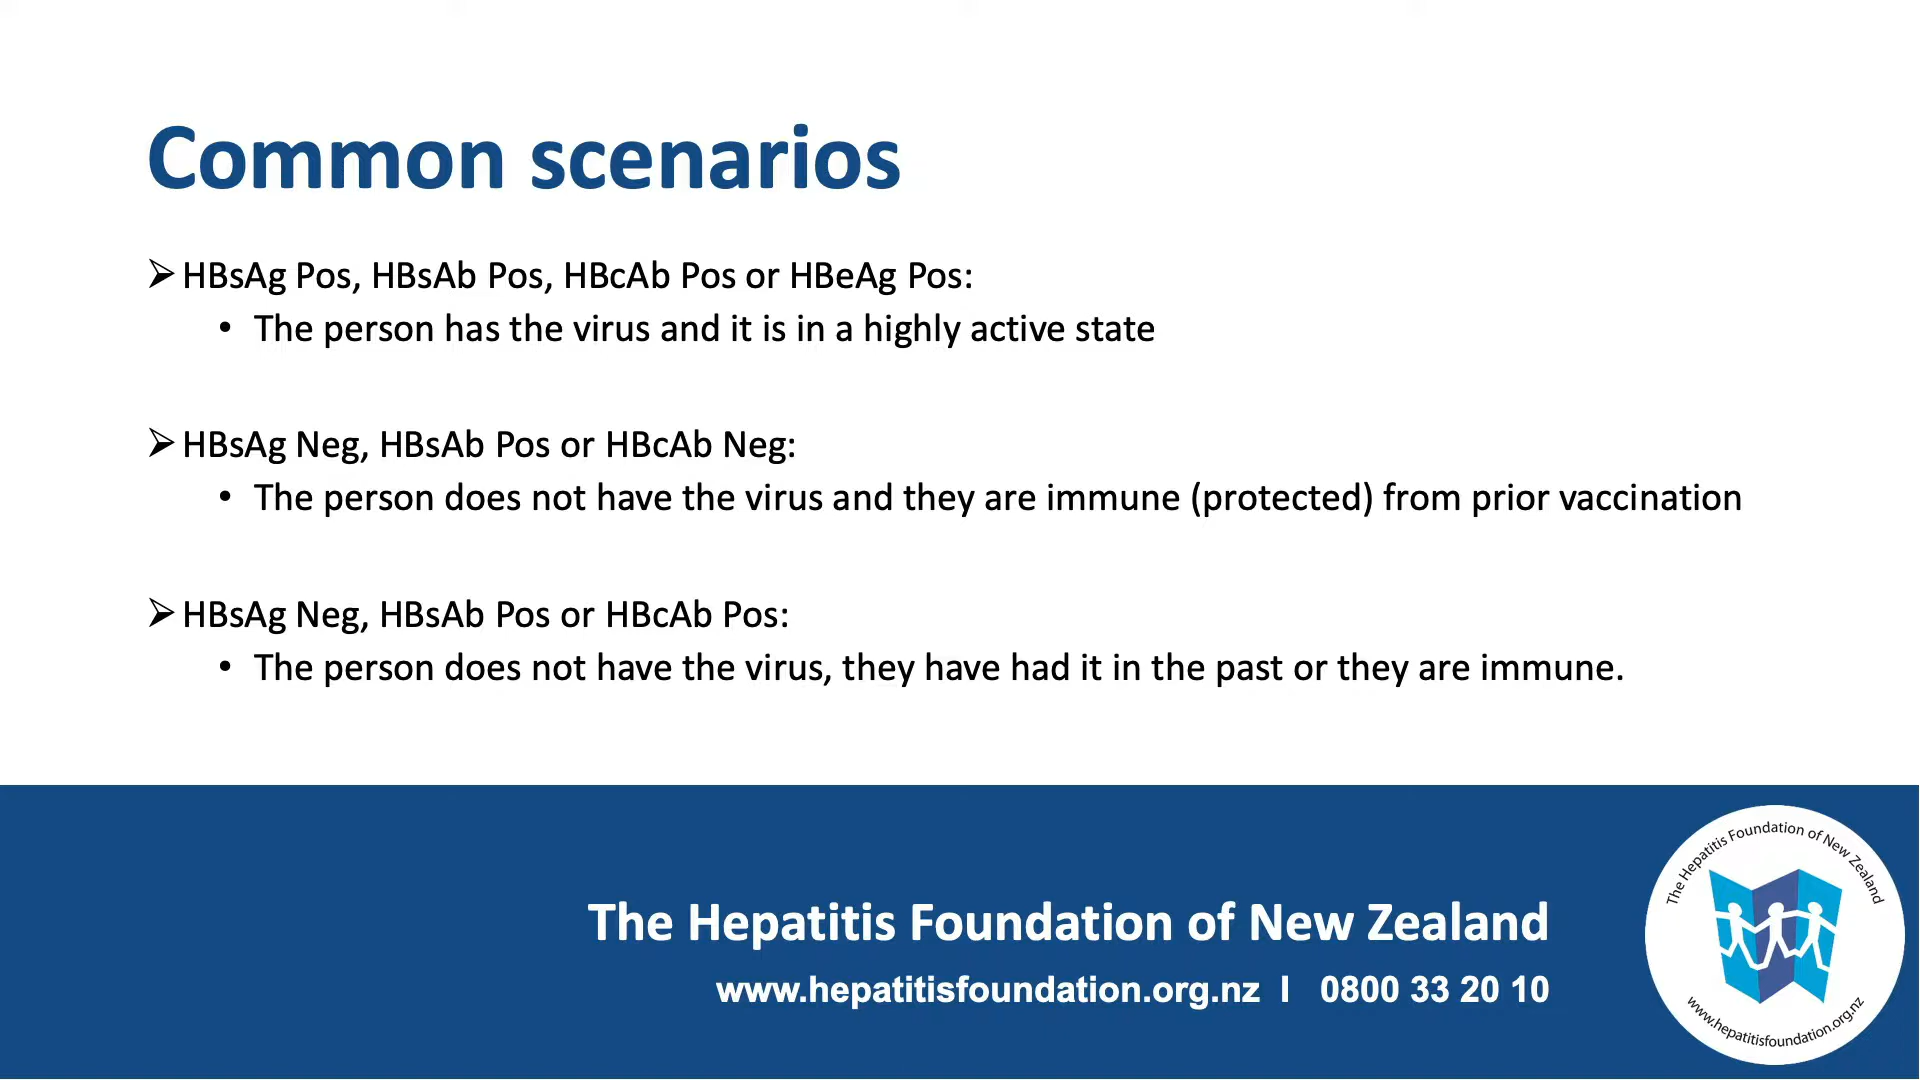 Common scenarios
➢ HBsAg Pos, HBsAb Pos, HBcAb Pos or HBeAg Pos:
• The person has the virus and it is in a highly active state
➢ HBsAg Neg, HBsAb Pos or HBcAb Neg:
• The person does not have the virus and they are immune (protected) from prior vaccination
➢ HBsAg Neg, HBsAb Pos or HBcAb Pos:
• The person does not have the virus, they have had it in the past or they are immune.
The Hepatitis Foundation of New Zealand
www.hepatitisfoundation.org.nz I 0800 33 20 10
The Hepatitis Foundation of New Zealand
www.hepatitisfoundation.org.nz